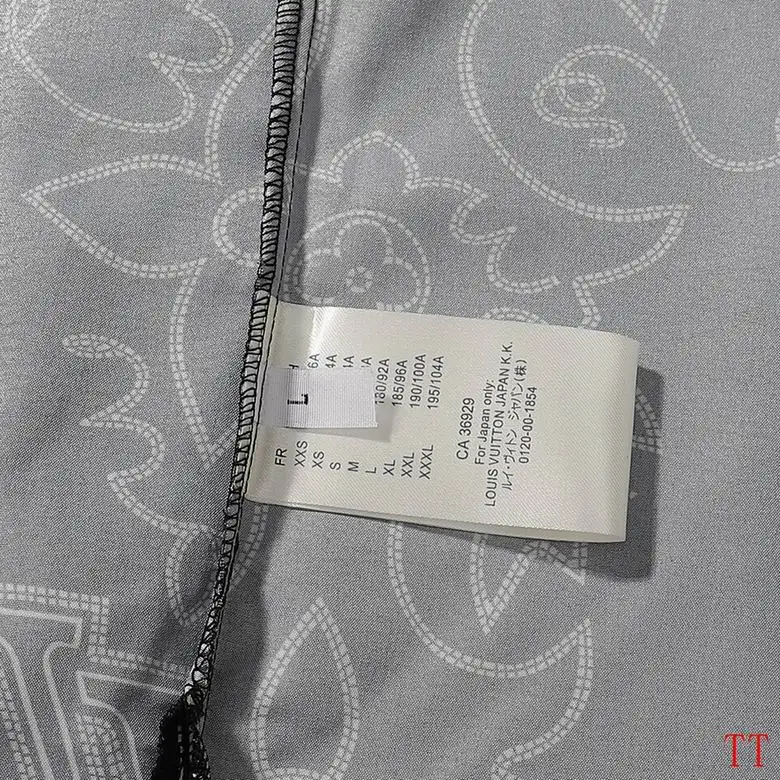 L
FR
XXS
XS
S
M
L 180/92A
XL 185/96A
XXL 190/100A
XXXL 195/104A
CA 36929
For Japan only:
LOUIS VUITTON JAPAN K.K.
ルイ・ヴィトン ジャパン(株)
0120-00-1854
TT